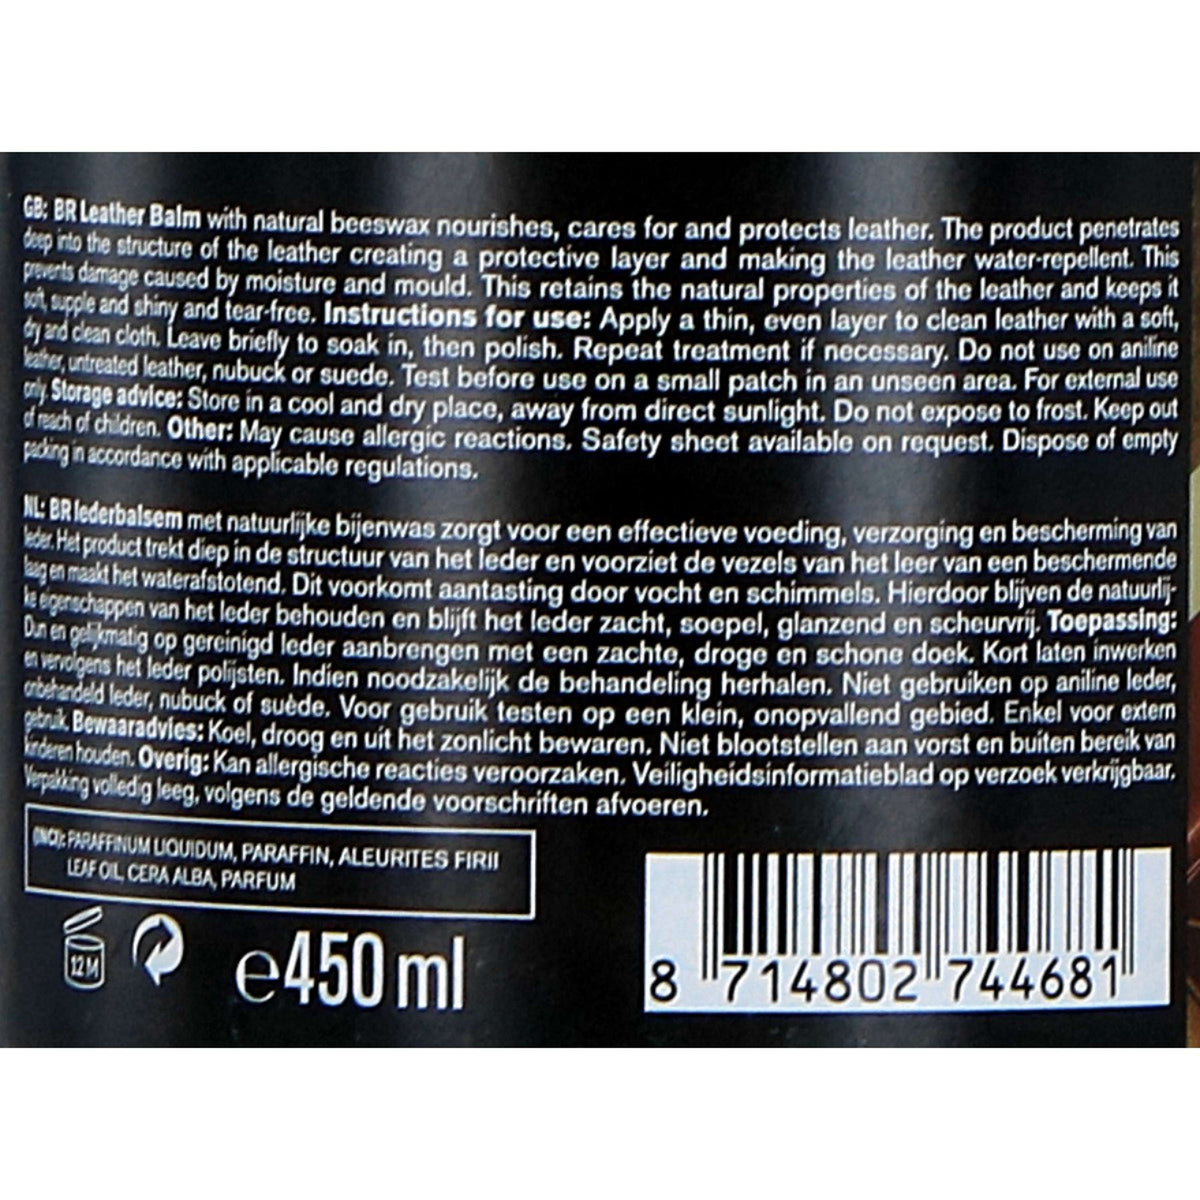 GB: BR Leather Balm with natural beeswax nourishes, cares for and protects leather. The product penetrates
deep into the structure of the leather creating a protective layer and making the leather water-repellent. This
prevents damage caused by moisture and mould. This retains the natural properties of the leather and keeps it
soft, supple and shiny and tear-free. Instructions for use: Apply a thin, even layer to clean leather with a soft,
dry and clean cloth. Leave briefly to soak in, then polish. Repeat treatment if necessary. Do not use on aniline
leather, untreated leather, nubuck or suede. Test before use on a small patch in an unseen area. For external use
only. Storage advice: Store in a cool and dry place, away from direct sunlight. Do not expose to frost. Keep out
of reach of children. Other: May cause allergic reactions. Safety sheet available on request. Dispose of empty
packing in accordance with applicable regulations.
NL: BR lederbalsem met natuurlijke bijenwas zorgt voor een effectieve voeding, verzorging en bescherming van
leder. Het product trekt diep in de structuur van het leder en voorziet de vezels van het leer van een beschermende
laag en maakt het waterafstotend. Dit voorkomt aantasting door vocht en schimmels. Hierdoor blijven de natuurlij-
ke eigenschappen van het leder behouden en blijft het leder zacht, soepel, glanzend en scheurvrij. Toepassing:
Dun en gelijkmatig op gereinigd leder aanbrengen met een zachte, droge en schone doek. Kort laten inwerken
en vervolgens het leder polijsten. Indien noodzakelijk de behandeling herhalen. Niet gebruiken op aniline leder,
onbehandeld leder, nubuck of suède. Voor gebruik testen op een klein, onopvallend gebied. Enkel voor extern
gebruik. Bewaaradvies: Koel, droog en uit het zonlicht bewaren. Niet blootstellen aan vorst en buiten bereik van
kinderen houden. Overig: Kan allergische reacties veroorzaken. Veiligheidsinformatieblad op verzoek verkrijgbaar.
Verpakking volledig leeg, volgens de geldende voorschriften afvoeren.
(INCI): PARAFFINUM LIQUIDUM, PARAFFIN, ALEURITES FIRII
LEAF OIL, CERA ALBA, PARFUM
12 M
℮450 ml
8 714802 744681